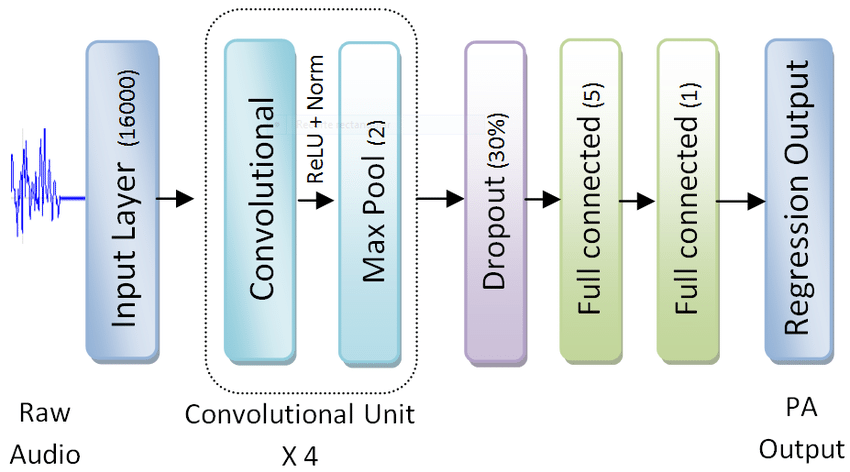 Input Layer (16000)
Convolutional
ReLU + Norm
Max Pool (2)
Dropout (30%)
Full connected (5)
Full connected (1)
Regression Output
Raw
Audio
Convolutional Unit
X 4
PA
Output